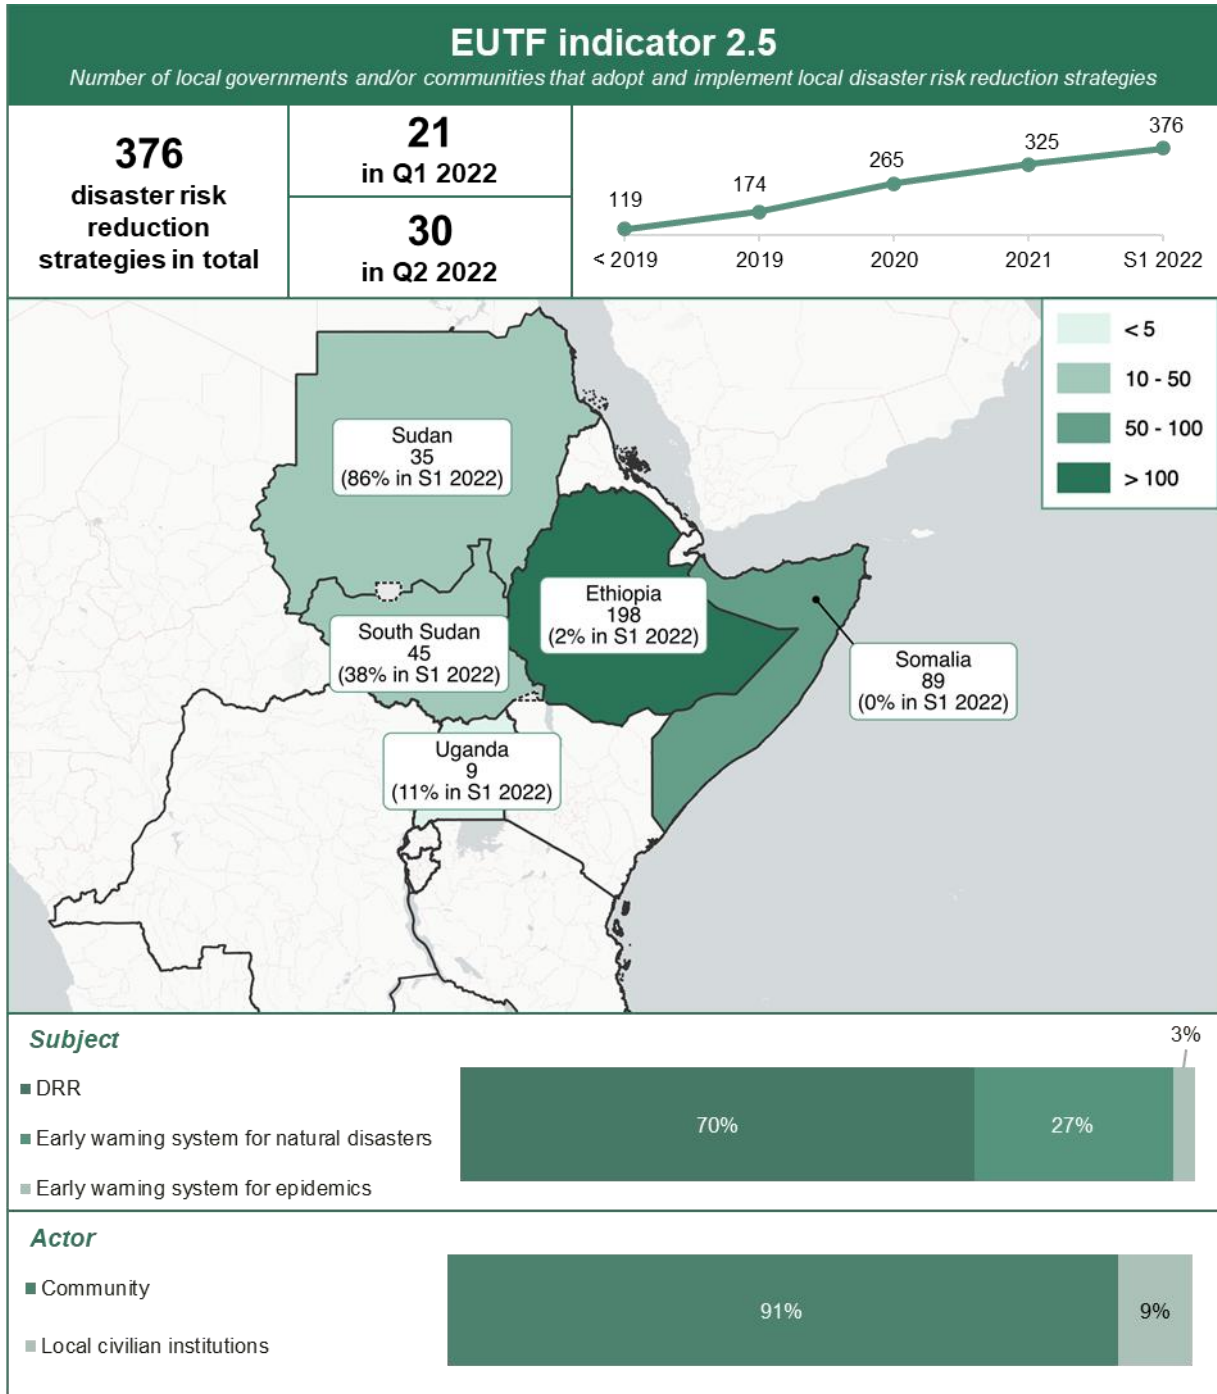 EUTF indicator 2.5
Number of local governments and/or communities that adopt and implement local disaster risk reduction strategies
376
disaster risk
reduction
strategies in total
21
in Q1 2022
30
in Q2 2022
119
174
265
325
376
< 2019
2019
2020
2021
S1 2022
< 5
10 - 50
50 - 100
> 100
Sudan
35
(86% in S1 2022)
Ethiopia
198
(2% in S1 2022)
South Sudan
45
(38% in S1 2022)
Somalia
89
(0% in S1 2022)
Uganda
9
(11% in S1 2022)
Subject
DRR
Early warning system for natural disasters
Early warning system for epidemics
70%
27%
3%
Actor
Community
Local civilian institutions
91%
9%